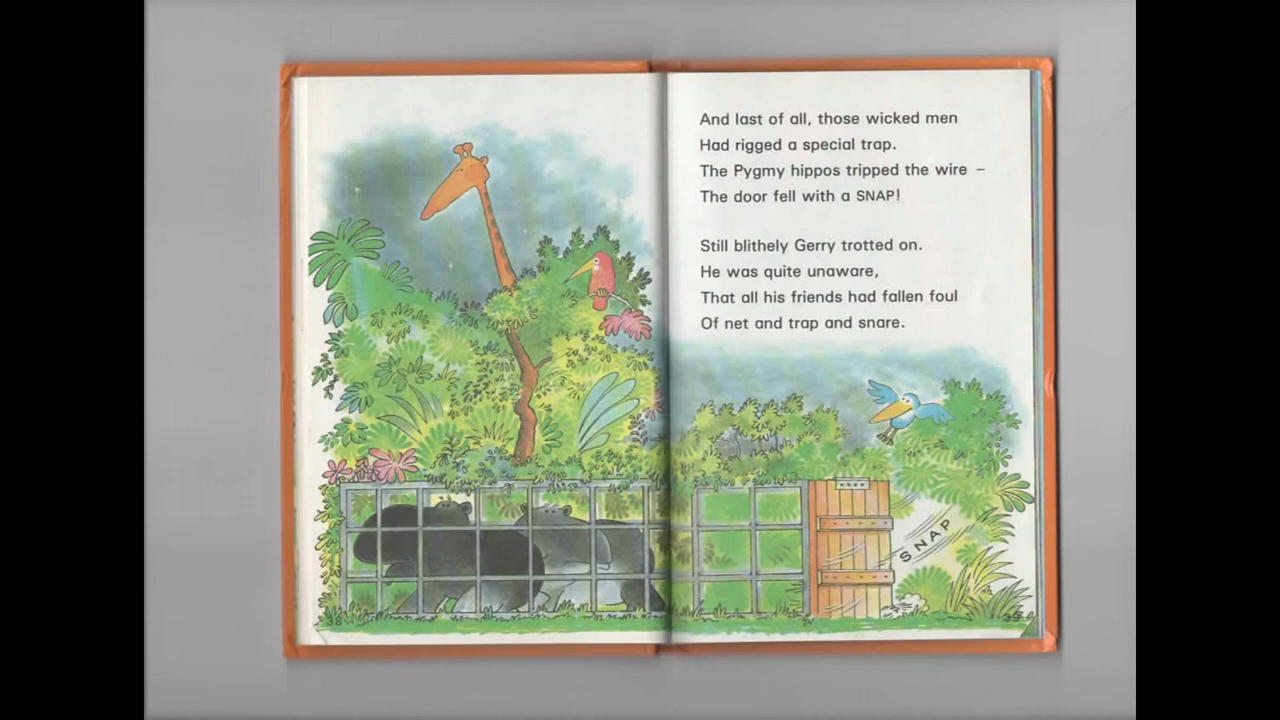 And last of all, those wicked men
Had rigged a special trap.
The Pygmy hippos tripped the wire –
The door fell with a SNAP!
Still blithely Gerry trotted on.
He was quite unaware,
That all his friends had fallen foul
Of net and trap and snare.
SNAP
38
39